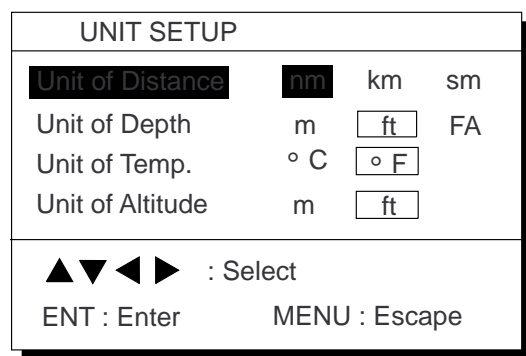 UNIT SETUP
Unit of Distance nm km sm
Unit of Depth m ft FA
Unit of Temp. ° C ° F
Unit of Altitude m ft
▲▼◀▶ : Select
ENT : Enter MENU : Escape